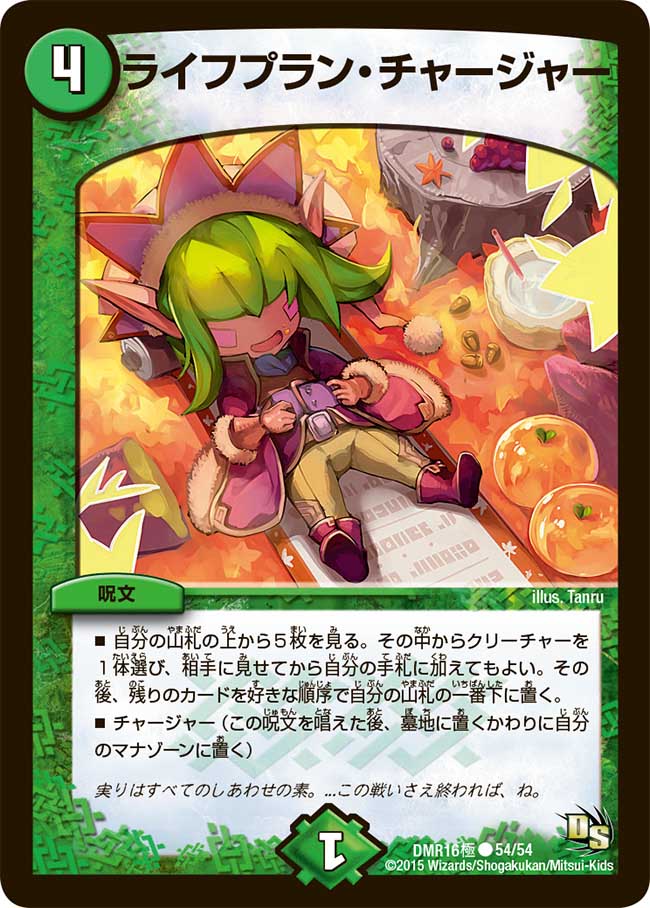 4
ライフプラン・チャージャー
illus. Tanru
呪文
■ 自分の山札の上から5枚を見る。その中からクリーチャーを
1体選び、相手に見せてから自分の手札に加えてもよい。その
後、残りのカードを好きな順序で自分の山札の一番下に置く。
■ チャージャー(この呪文を唱えた後、墓地に置くかわりに自分
のマナゾーンに置く)
実りはすべてのしあわせの素。...この戦いさえ終われば、ね。
1
DMR16極 ● 54/54
©2015 Wizards/Shogakukan/Mitsui-Kids
DS